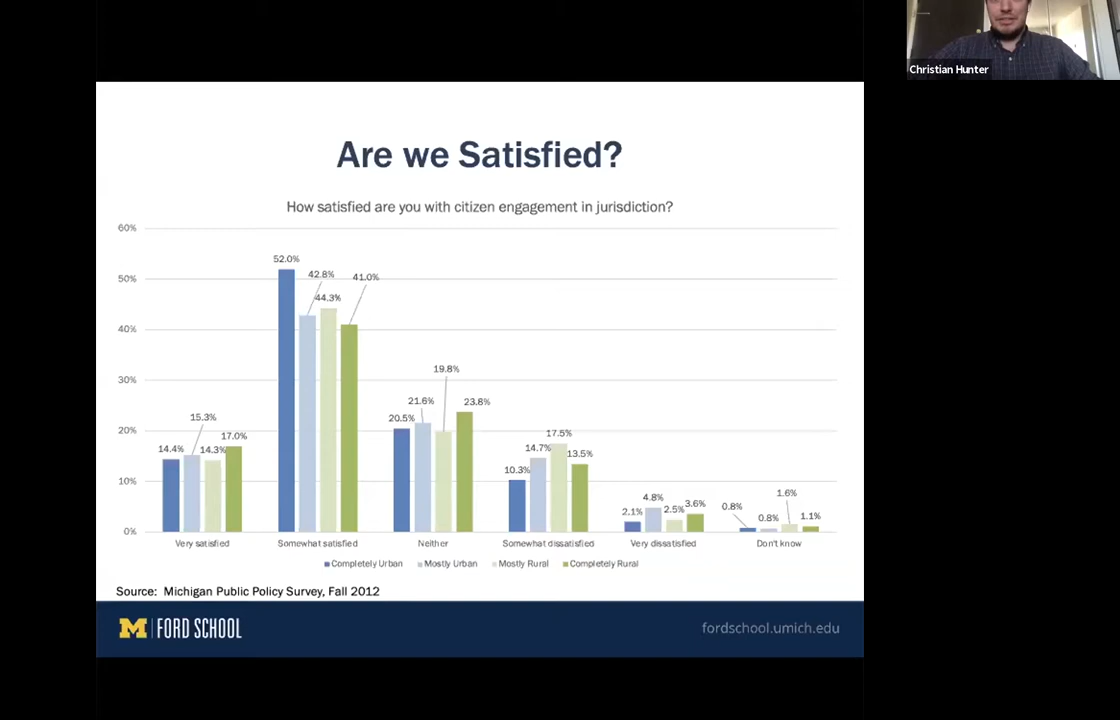 Christian Hunter
Are we Satisfied?
How satisfied are you with citizen engagement in jurisdiction?
60%
50%
40%
30%
20%
10%
0%
14.4%
15.3%
14.3%
17.0%
52.0%
42.8%
44.3%
41.0%
20.5%
21.6%
19.8%
23.8%
10.3%
14.7%
17.5%
13.5%
2.1%
4.8%
2.5%
3.6%
0.8%
0.8%
1.6%
1.1%
Very satisfied
Somewhat satisfied
Neither
Somewhat dissatisfied
Very dissatisfied
Don't know
Completely Urban
Mostly Urban
Mostly Rural
Completely Rural
Source: Michigan Public Policy Survey, Fall 2012
M FORD SCHOOL
fordschool.umich.edu